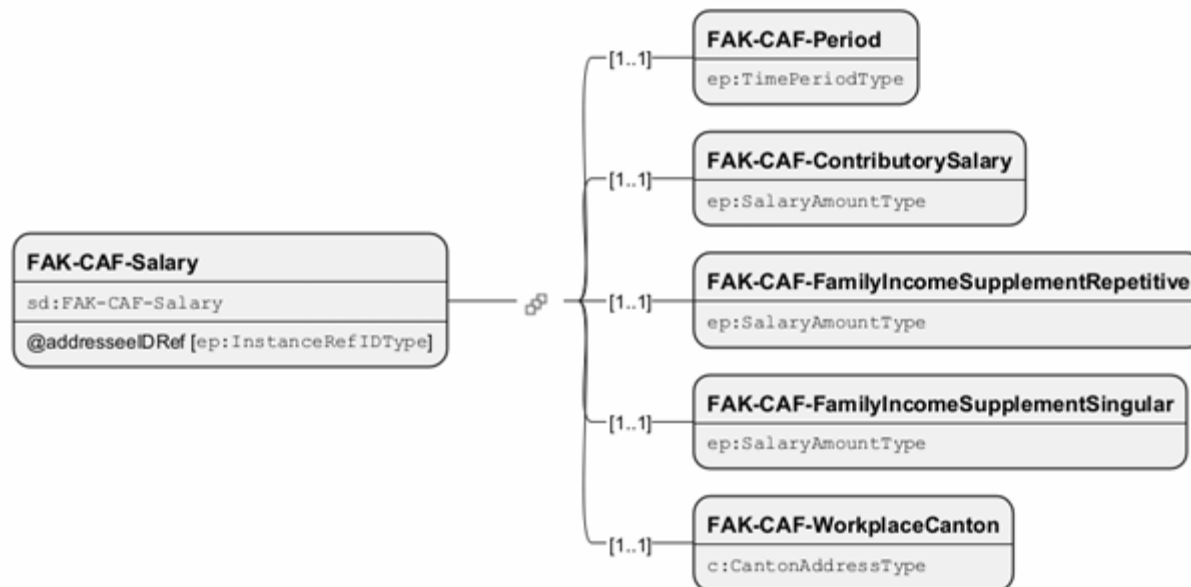 FAK-CAF-Salary
sd:FAK-CAF-Salary
@addresseeIDRef [ep:InstanceRefIDType]
[1..1]
FAK-CAF-Period
ep:TimePeriodType
[1..1]
FAK-CAF-ContributorySalary
ep:SalaryAmountType
[1..1]
FAK-CAF-FamilyIncomeSupplementRepetitive
ep:SalaryAmountType
[1..1]
FAK-CAF-FamilyIncomeSupplementSingular
ep:SalaryAmountType
[1..1]
FAK-CAF-WorkplaceCanton
c:CantonAddressType